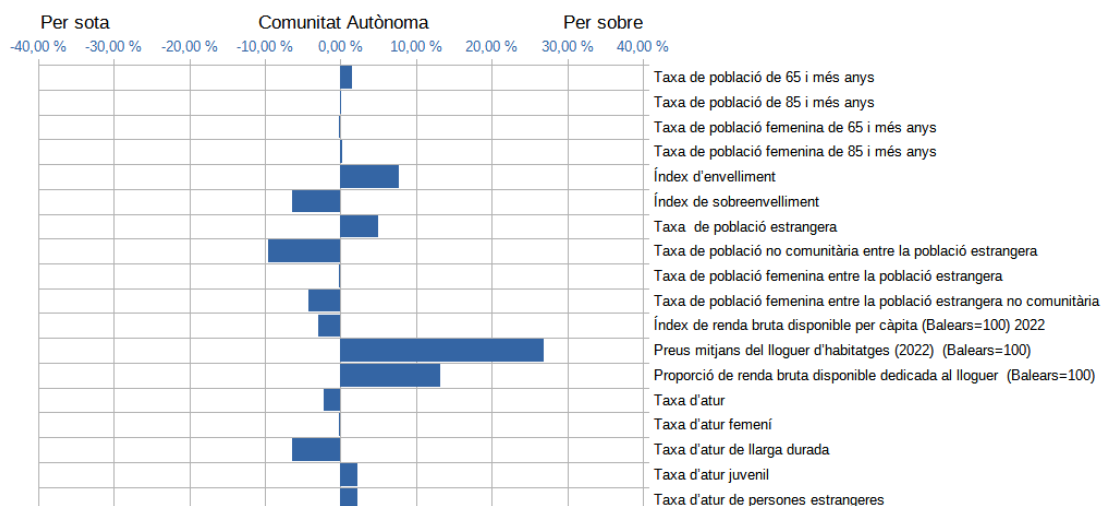 Per sota Comunitat Autònoma Per sobre
-40,00 % -30,00 % -20,00 % -10,00 % 0,00 % 10,00 % 20,00 % 30,00 % 40,00 %
Taxa de població de 65 i més anys
Taxa de població de 85 i més anys
Taxa de població femenina de 65 i més anys
Taxa de població femenina de 85 i més anys
Índex d'envelliment
Índex de sobreenvelliment
Taxa  de població estrangera
Taxa de població no comunitària entre la població estrangera
Taxa de població femenina entre la població estrangera
Taxa de població femenina entre la població estrangera no comunitària
Índex de renda bruta disponible per càpita (Balears=100) 2022
Preus mitjans del lloguer d'habitatges (2022)  (Balears=100)
Proporció de renda bruta disponible dedicada al lloguer  (Balears=100)
Taxa d'atur
Taxa d'atur femení
Taxa d'atur de llarga durada
Taxa d'atur juvenil
Taxa d'atur de persones estrangeres